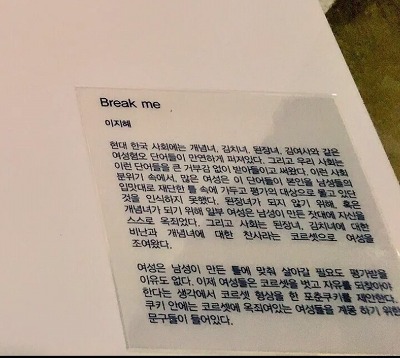 Break me
이지혜
현대 한국 사회에는 개념녀, 김치녀, 된장녀, 김여사와 같은
여성혐오 단어들이 만연하게 퍼져있다. 그리고 우리 사회는
이런 단어들을 큰 거부감 없이 받아들이고 써왔다. 이런 사회
분위기 속에서, 많은 여성은 이 단어들이 본인을 남성들의
입맛대로 재단한 틀 속에 가두고 평가의 대상으로 몰고 있단
것을 인식하지 못했다. 된장녀가 되지 않기 위해, 혹은
개념녀가 되기 위해 일부 여성은 남성이 만든 잣대에 자신을
스스로 옥죄었다. 그리고 사회는 된장녀, 김치녀에 대한
비난과 개념녀에 대한 찬사라는 코르셋으로 여성을
조여왔다.
여성은 남성이 만든 틀에 맞춰 살아갈 필요도 평가받을
이유도 없다. 이제 여성들은 코르셋을 벗고 자유를 되찾아야
한다는 생각에서 코르셋 형상을 한 포춘쿠키를 제안한다.
쿠키 안에는 코르셋에 옥죄여있는 여성들을 계몽 하기 위한
문구들이 들어있다.